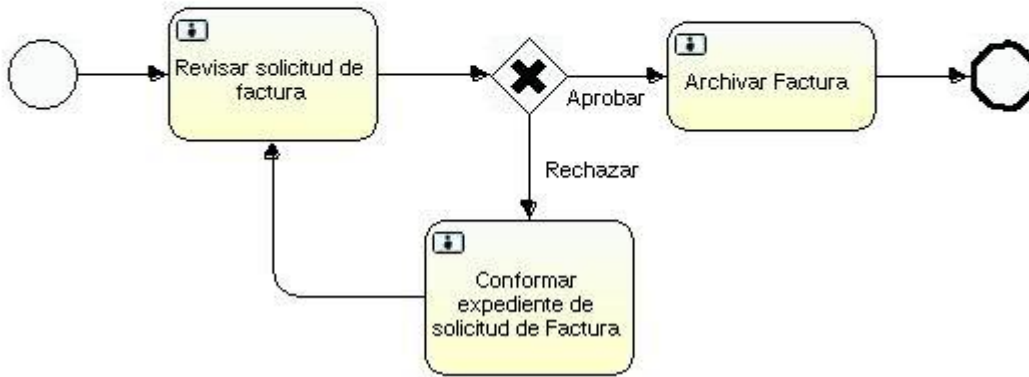 Revisar solicitud de
factura
Aprobar
Archivar Factura
Rechazar
Conformar
expediente de
solicitud de Factura